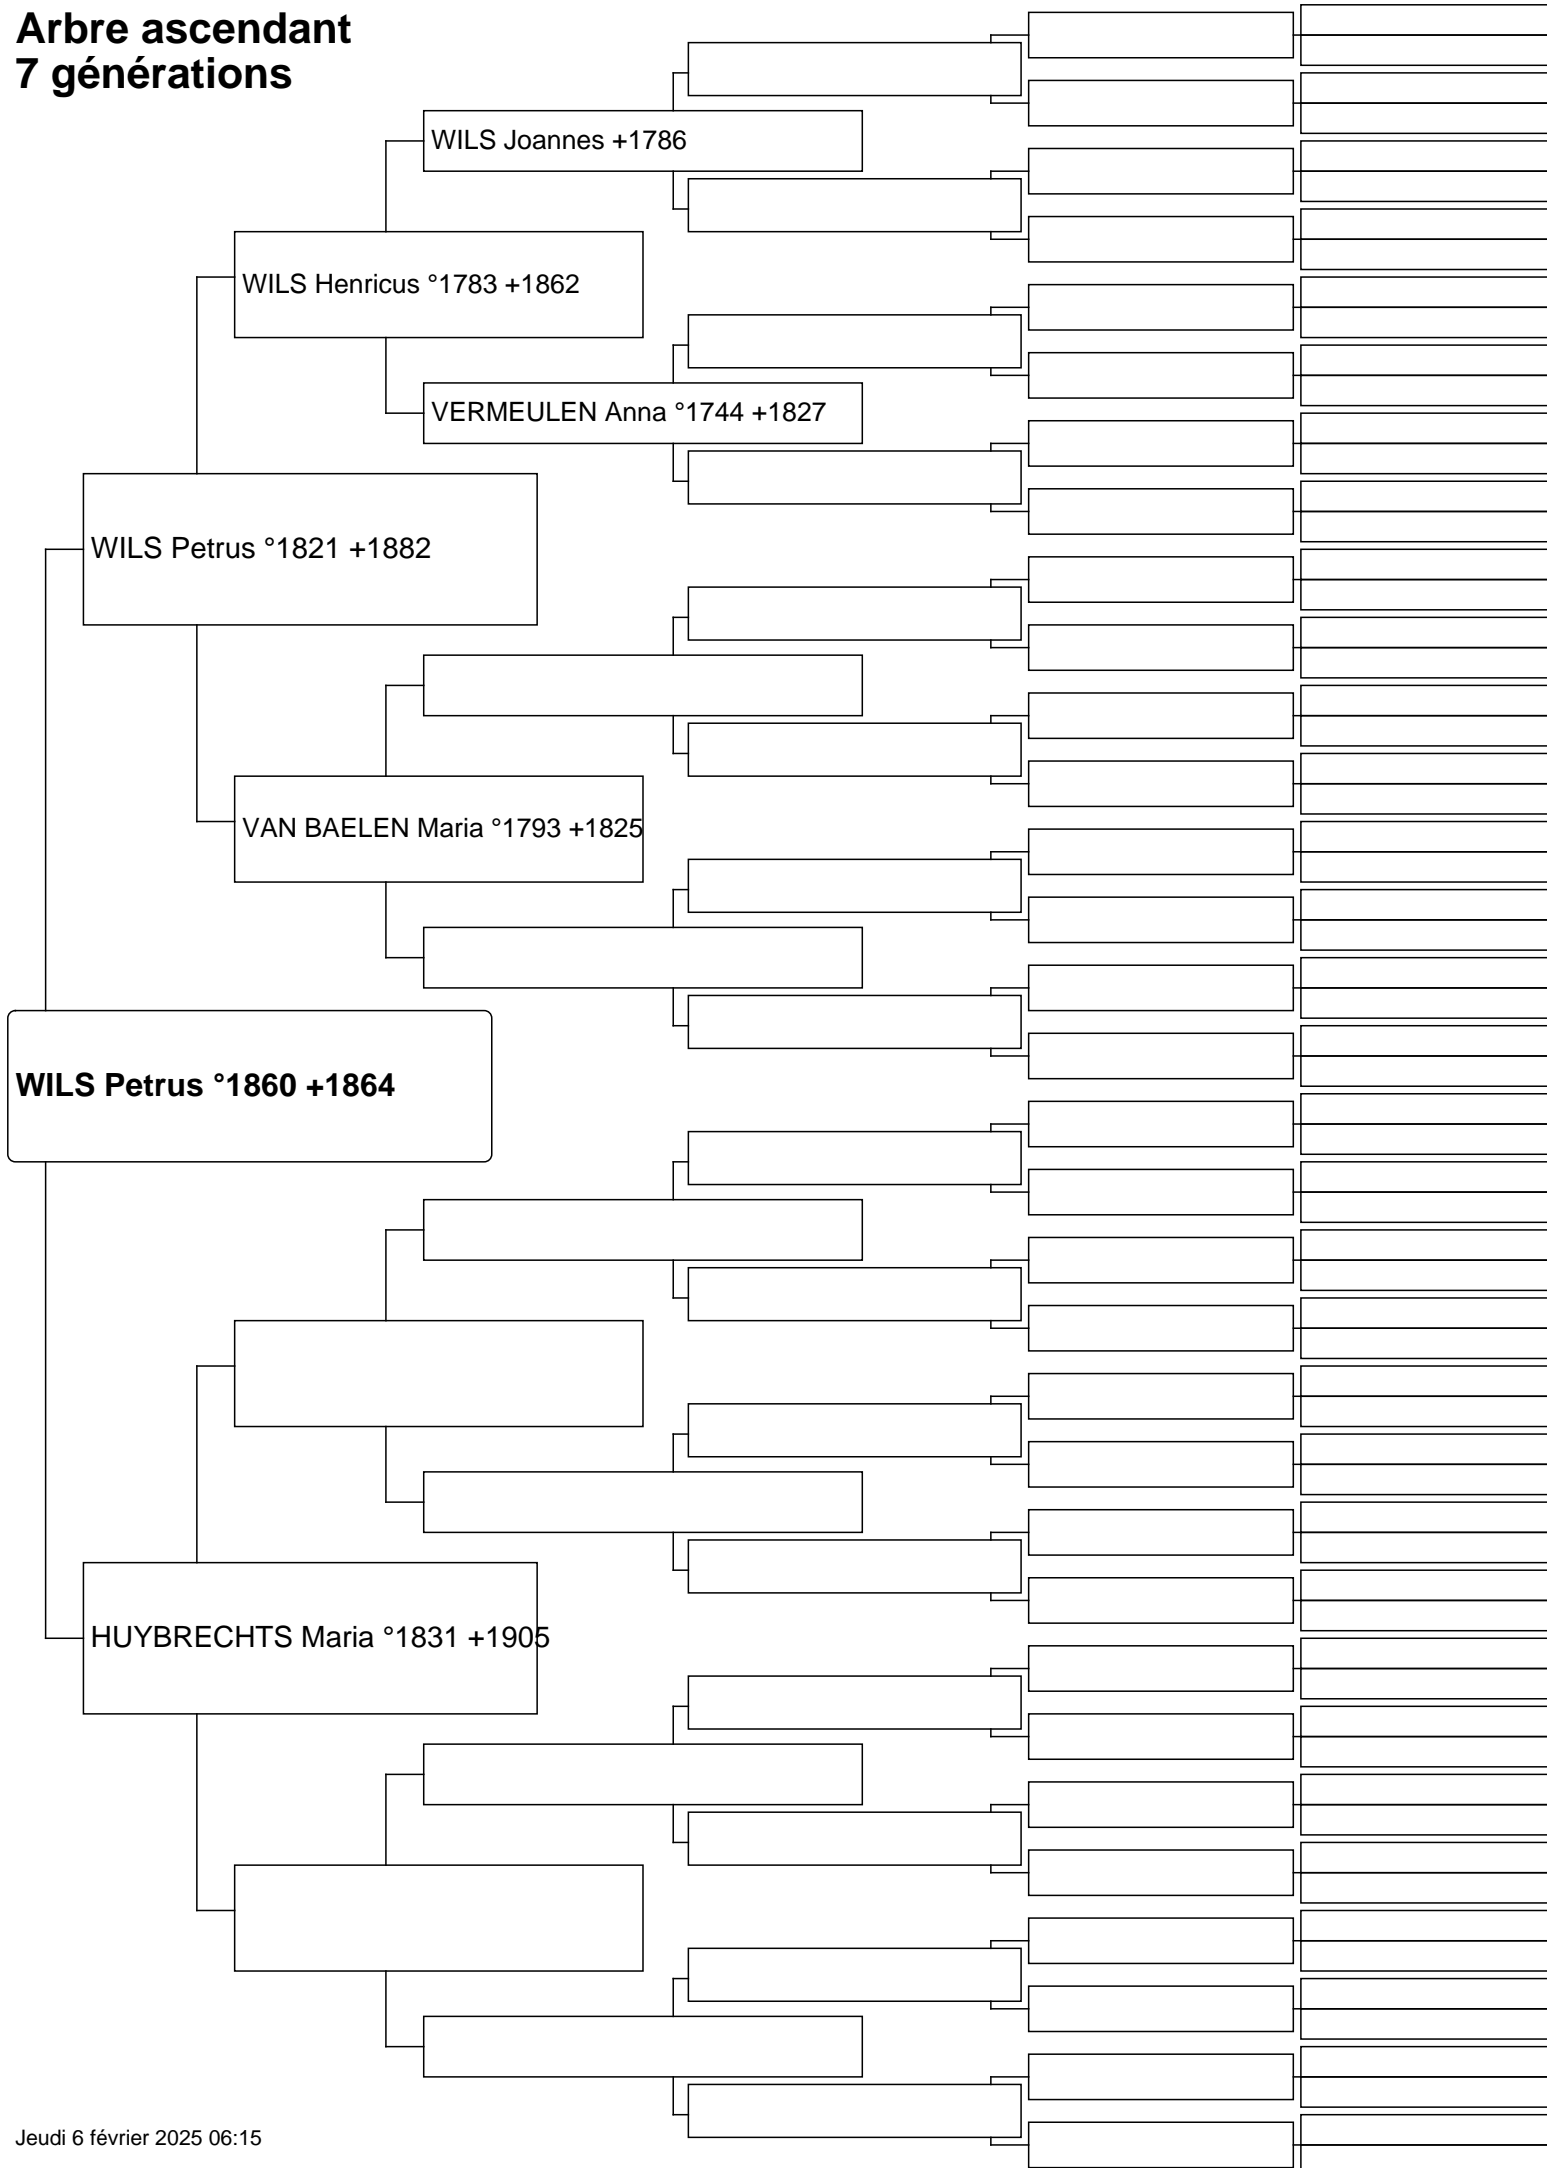 Arbre ascendant
7 générations
WILS Joannes +1786
WILS Henricus °1783 +1862
VERMEULEN Anna °1744 +1827
WILS Petrus °1821 +1882
VAN BAELEN Maria °1793 +1825
WILS Petrus °1860 +1864
HUYBRECHTS Maria °1831 +1905
Jeudi 6 février 2025 06:15